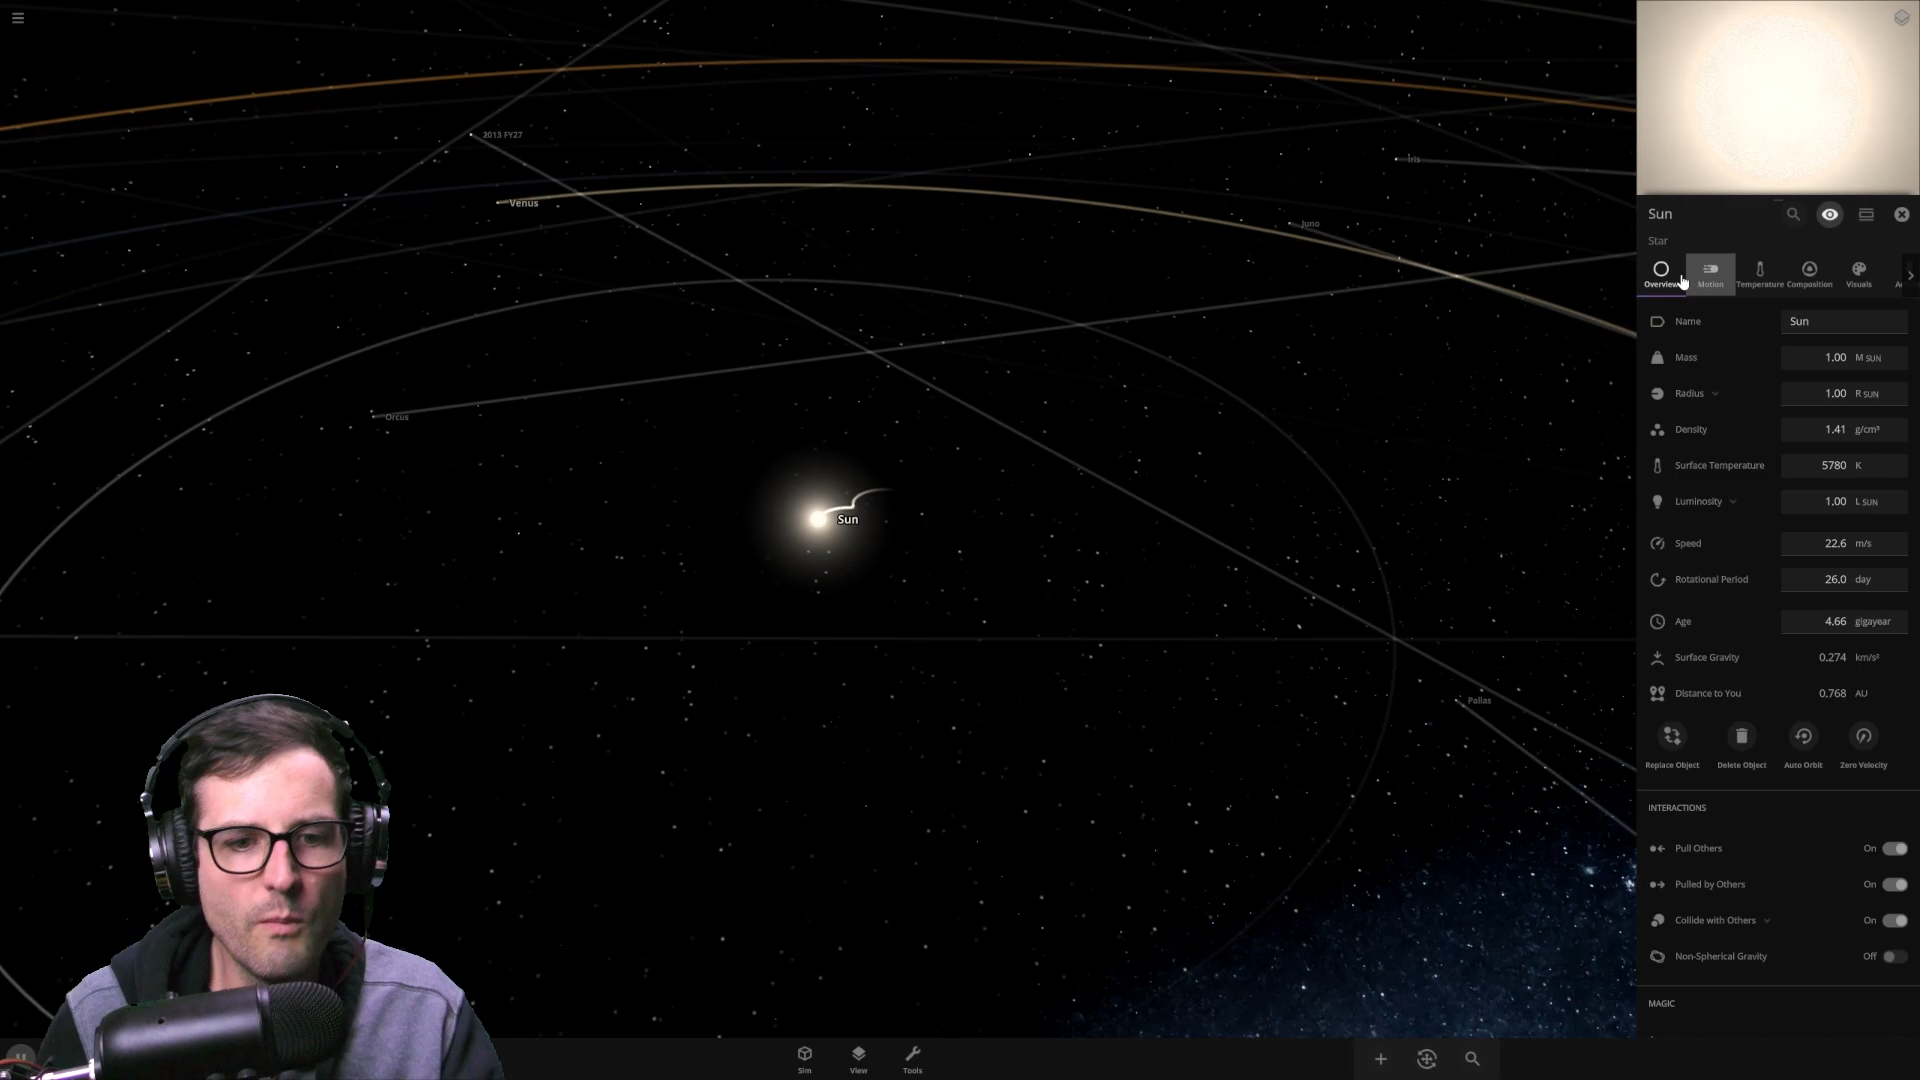 2013 FY27
Iris
Venus
Juno
Orcus
Sun
Pallas
Sim
View
Tools
Sun
Star
Overview
Motion
Temperature
Composition
Visuals
Name
Sun
Mass
1.00 M SUN
Radius
1.00 R SUN
Density
1.41 g/cm³
Surface Temperature
5780 K
Luminosity
1.00 L SUN
Speed
22.6 m/s
Rotational Period
26.0 day
Age
4.66 gigayear
Surface Gravity
0.274 km/s²
Distance to You
0.768 AU
Replace Object
Delete Object
Auto Orbit
Zero Velocity
INTERACTIONS
Pull Others
On
Pulled by Others
On
Collide with Others
On
Non-Spherical Gravity
Off
MAGIC